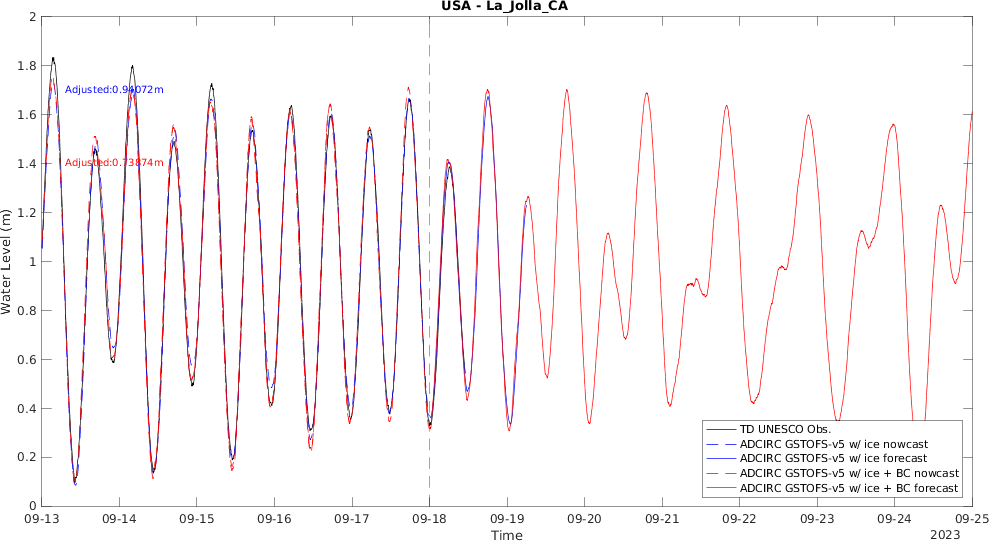 USA - La_Jolla_CA
2
1.8
1.6
1.4
1.2
1
0.8
0.6
0.4
0.2
0
Water Level (m)
Adjusted:0.94072m
Adjusted:0.73874m
TD UNESCO Obs.
ADCIRC GSTOFS-v5 w/ ice nowcast
ADCIRC GSTOFS-v5 w/ ice forecast
ADCIRC GSTOFS-v5 w/ ice + BC nowcast
ADCIRC GSTOFS-v5 w/ ice + BC forecast
09-13 09-14 09-15 09-16 09-17 09-18 09-19 09-20 09-21 09-22 09-23 09-24 09-25
Time
2023